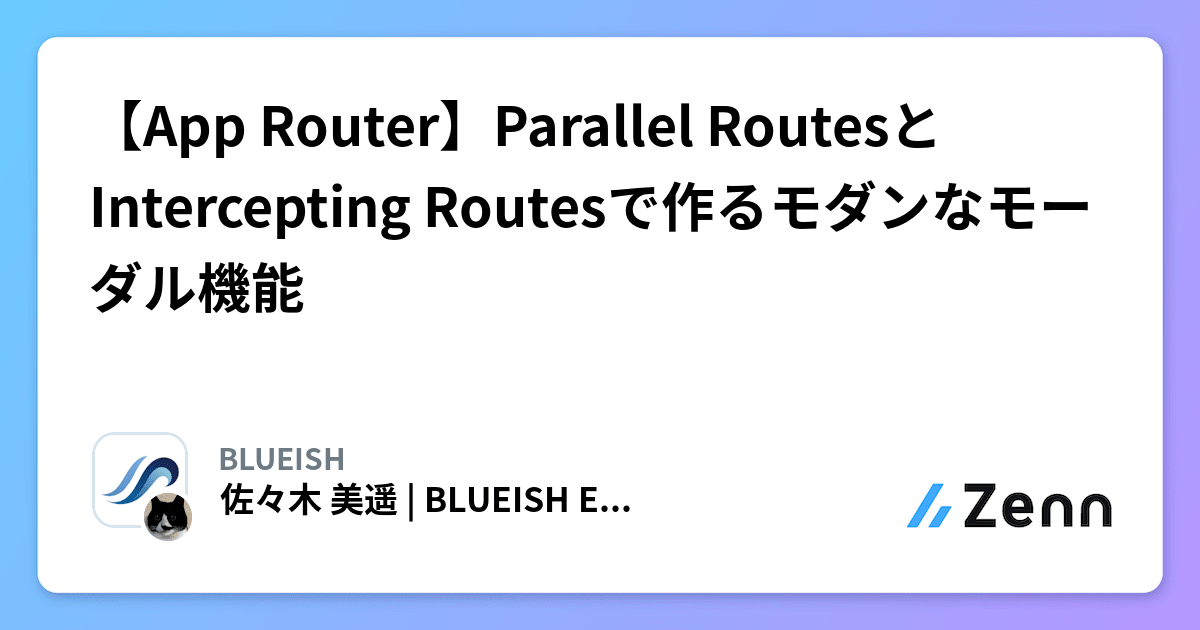 【App Router】Parallel Routesと
Intercepting Routesで作るモダンなモー
ダル機能
BLUEISH
佐々木 美遥 | BLUEISH E...
Zenn